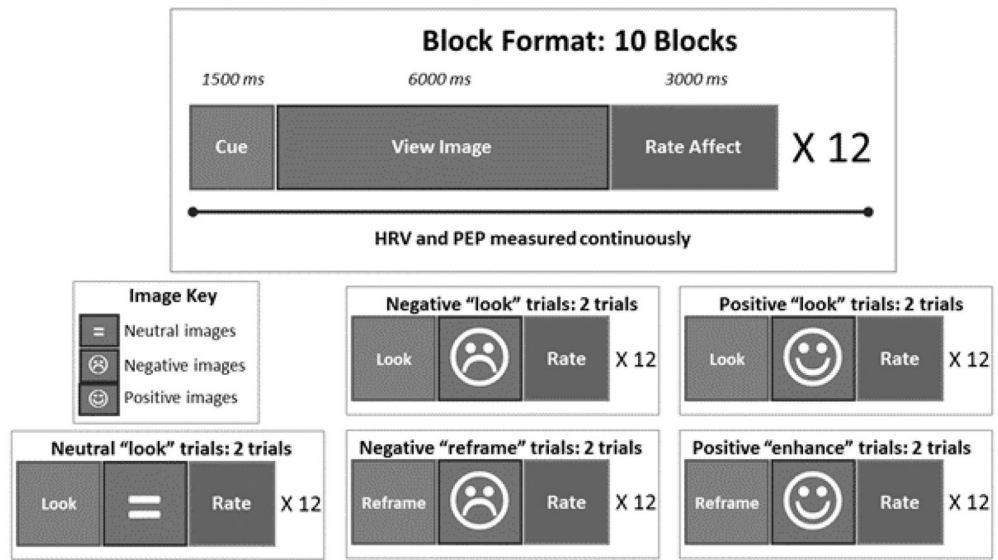 Block Format: 10 Blocks
1500 ms
6000 ms
3000 ms
Cue
View Image
Rate Affect
X 12
HRV and PEP measured continuously
Image Key
= Neutral images
Negative images
Positive images
Negative “look” trials: 2 trials
Look
Rate
X 12
Positive “look” trials: 2 trials
Look
Rate
X 12
Neutral “look” trials: 2 trials
Look
=
Rate
X 12
Negative “reframe” trials: 2 trials
Reframe
Rate
X 12
Positive “enhance” trials: 2 trials
Reframe
Rate
X 12